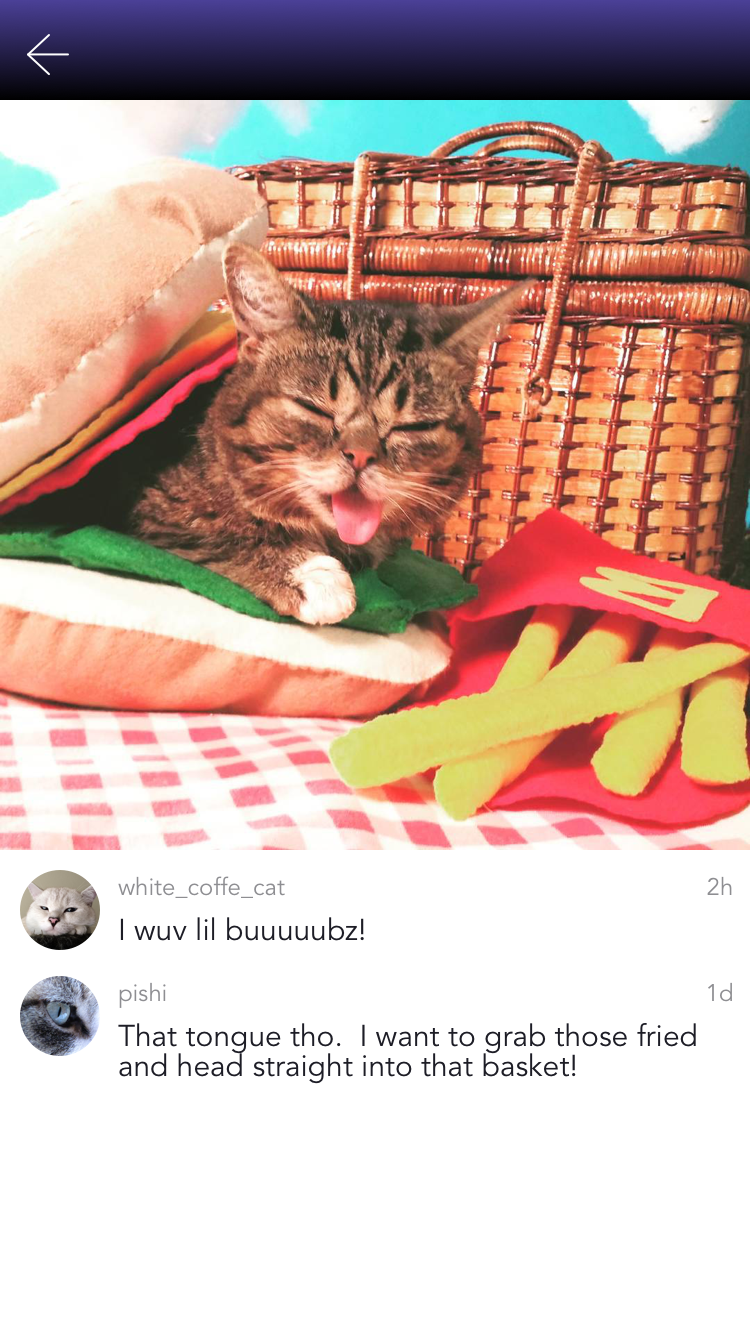 white_coffe_cat
2h
I wuv lil buuuuubz!
pishi
1d
That tongue tho.  I want to grab those fried
and head straight into that basket!